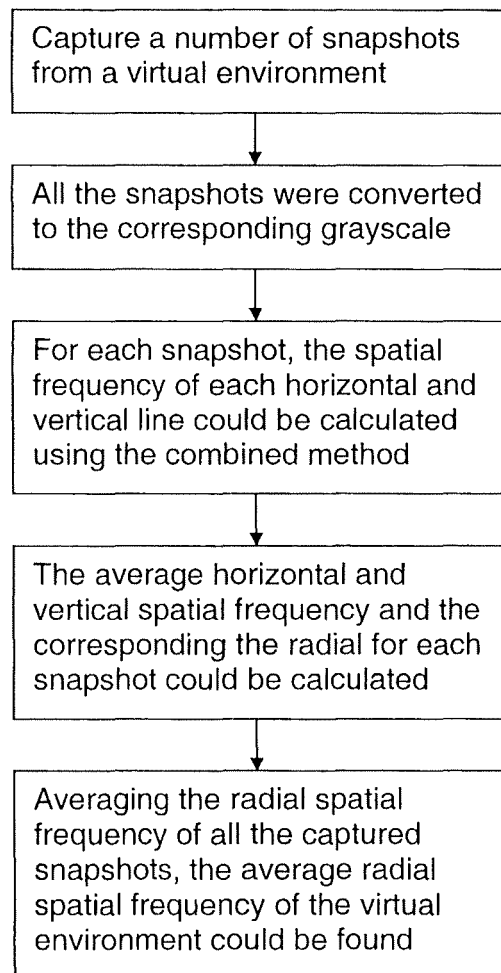 Capture a number of snapshots
from a virtual environment
All the snapshots were converted
to the corresponding grayscale
For each snapshot, the spatial
frequency of each horizontal and
vertical line could be calculated
using the combined method
The average horizontal and
vertical spatial frequency and the
corresponding the radial for each
snapshot could be calculated
Averaging the radial spatial
frequency of all the captured
snapshots, the average radial
spatial frequency of the virtual
environment could be found